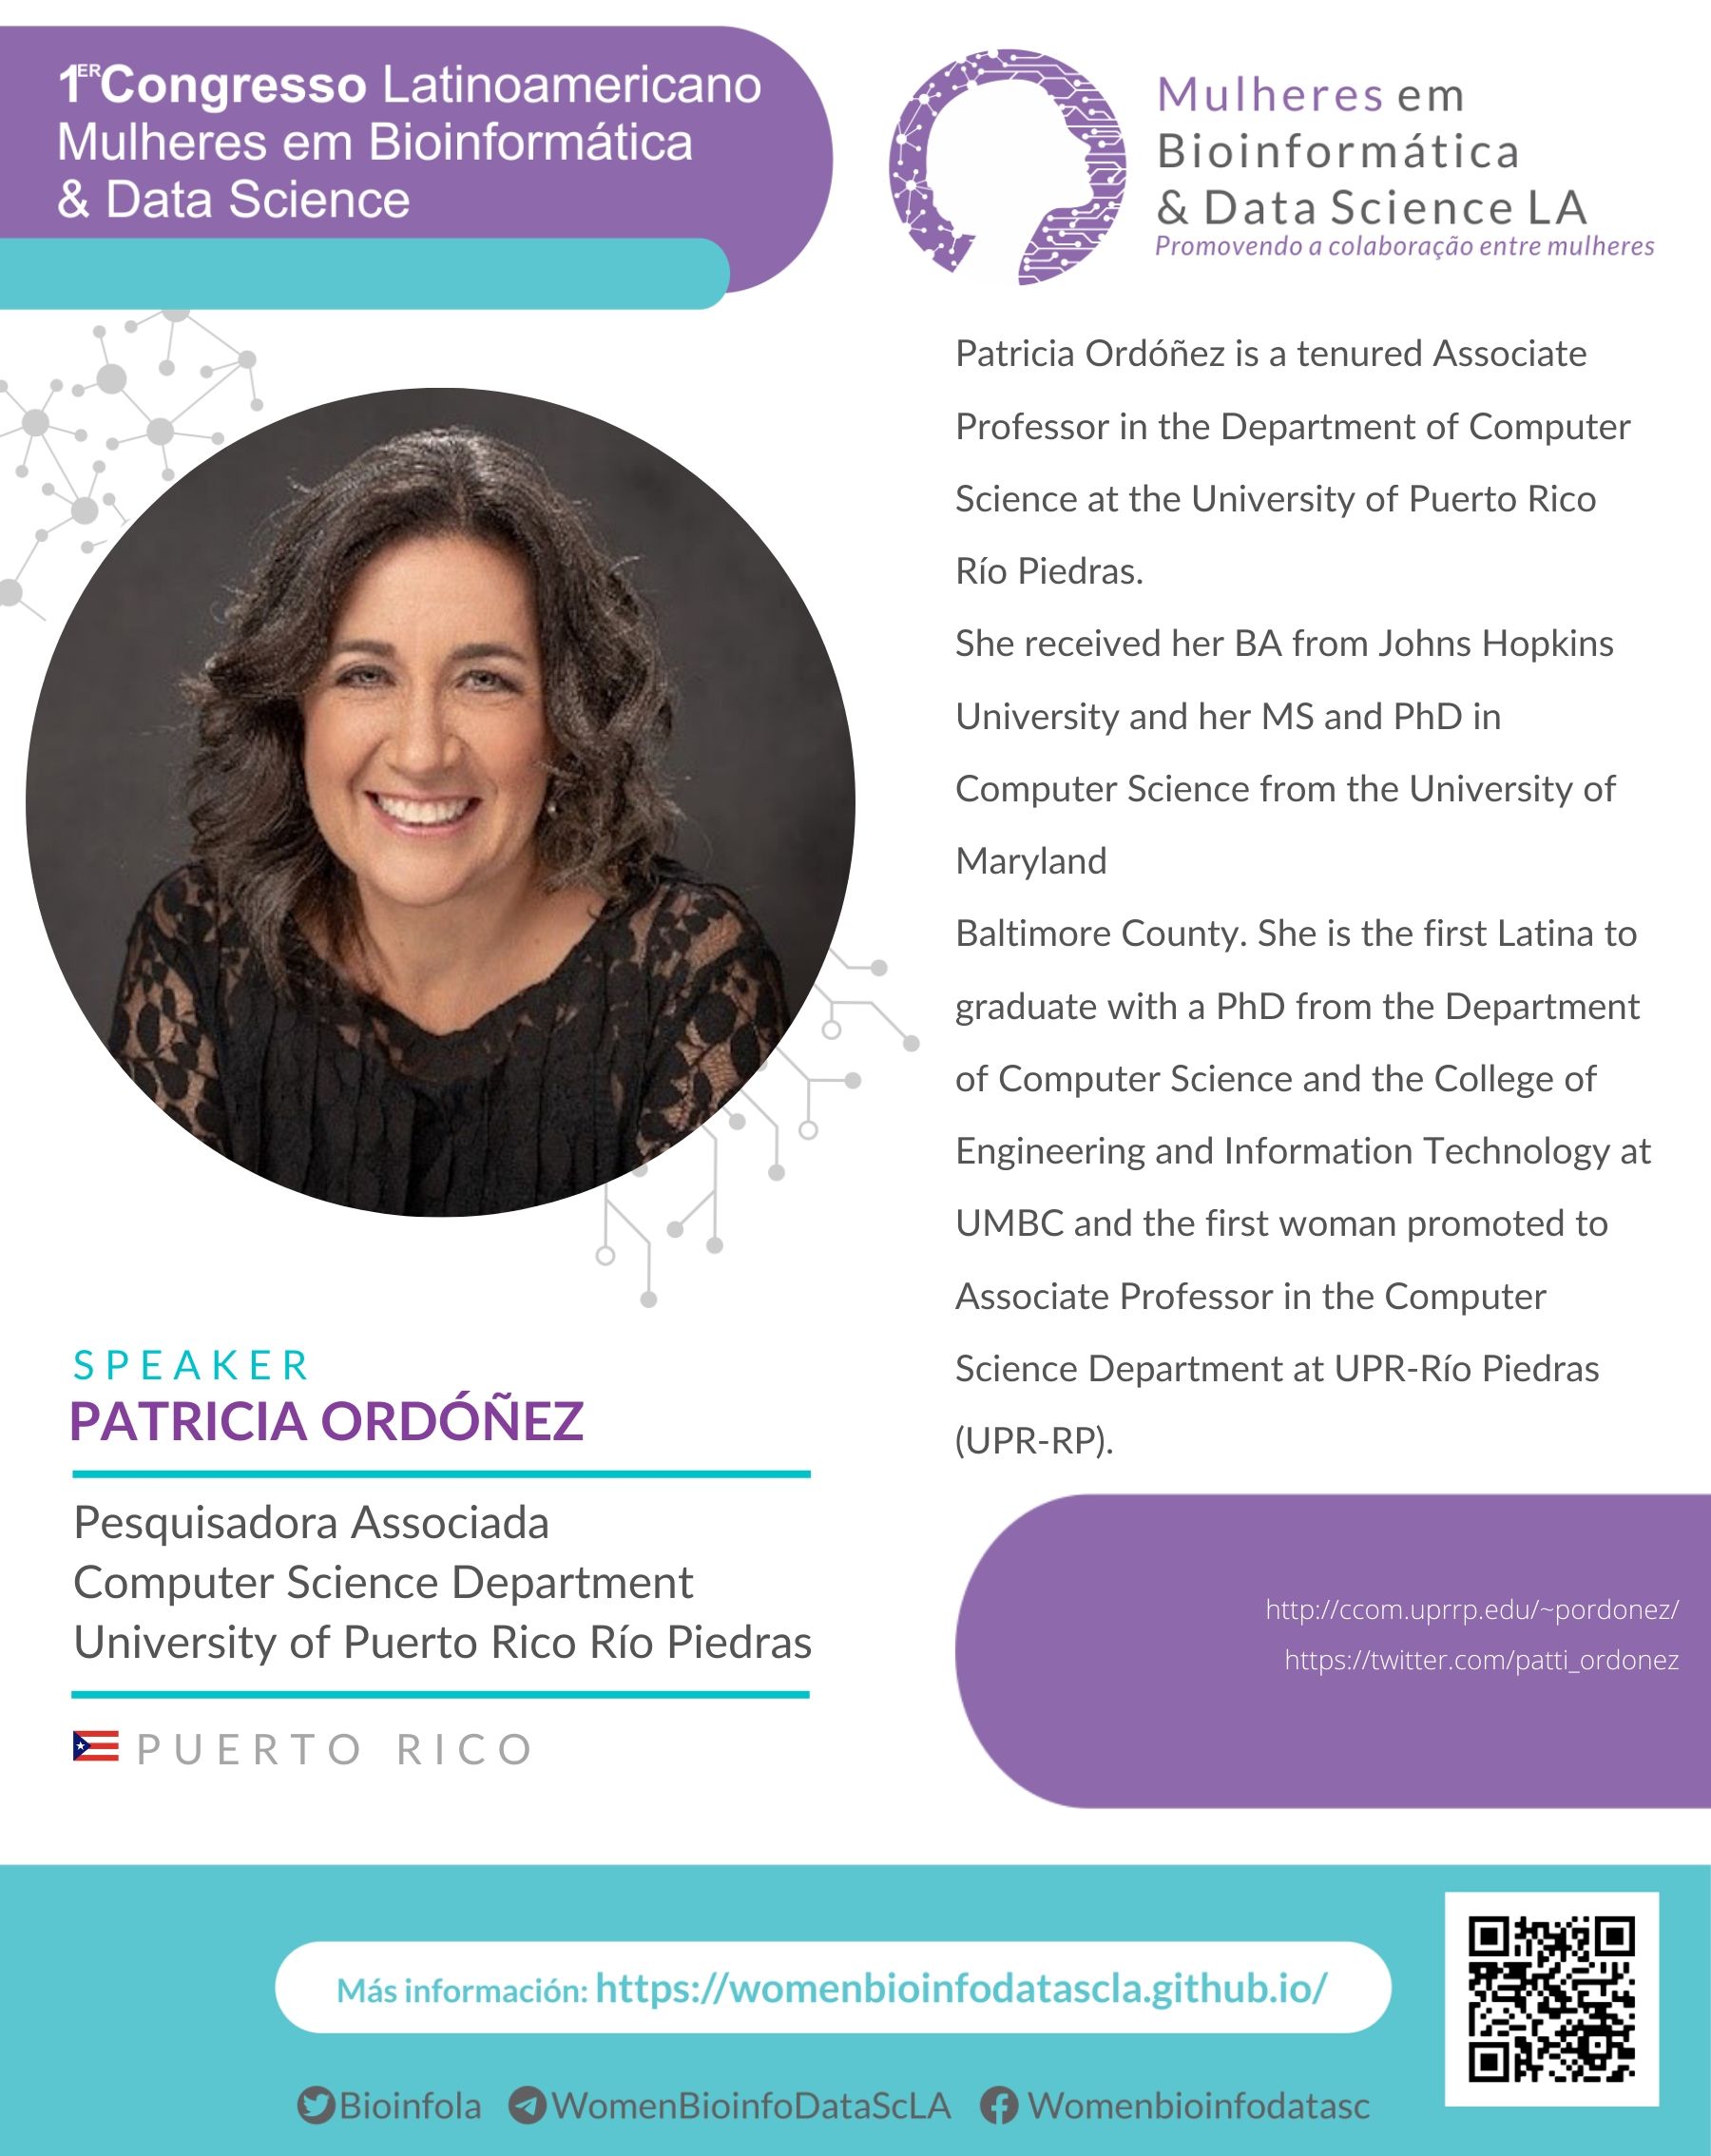 1ERCongresso Latinoamericano
Mulheres em Bioinformática
& Data Science
Mulheres em
Bioinformática
& Data Science LA
Promovendo a colaboração entre mulheres
Patricia Ordóñez is a tenured Associate
Professor in the Department of Computer
Science at the University of Puerto Rico
Río Piedras.
She received her BA from Johns Hopkins
University and her MS and PhD in
Computer Science from the University of
Maryland
Baltimore County. She is the first Latina to
graduate with a PhD from the Department
of Computer Science and the College of
Engineering and Information Technology at
UMBC and the first woman promoted to
Associate Professor in the Computer
Science Department at UPR-Río Piedras
(UPR-RP).
SPEAKER
PATRICIA ORDÓÑEZ
Pesquisadora Associada
Computer Science Department
University of Puerto Rico Río Piedras
PUERTO RICO
http://ccom.uprrp.edu/~pordonez/
https://twitter.com/patti_ordonez
Más información: https://womenbioinfodatascla.github.io/
Bioinfola WomenBioinfoDataScLA Womenbioinfodatasc